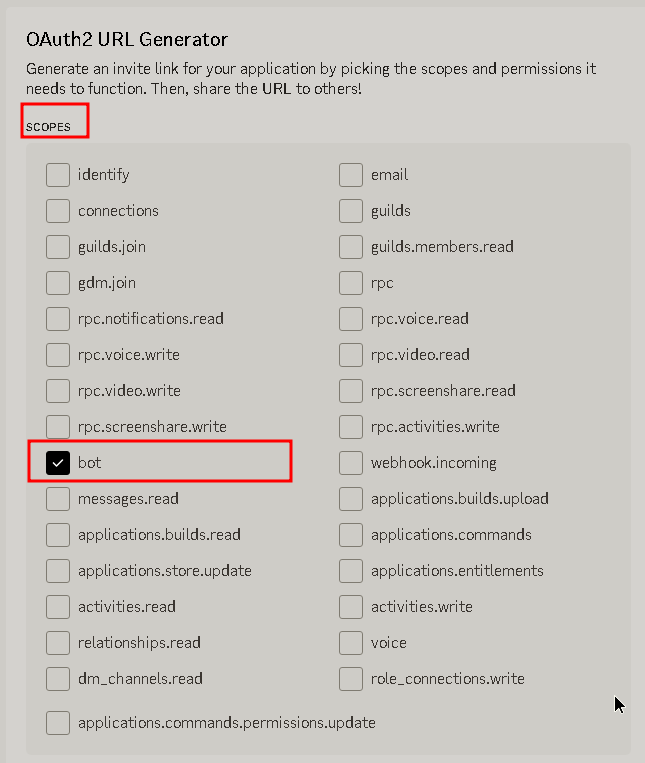 OAuth2 URL Generator
Generate an invite link for your application by picking the scopes and permissions it
needs to function. Then, share the URL to others!
SCOPES
identify
email
connections
guilds
guilds.join
guilds.members.read
gdm.join
rpc
rpc.notifications.read
rpc.voice.read
rpc.voice.write
rpc.video.read
rpc.video.write
rpc.screenshare.read
rpc.screenshare.write
rpc.activities.write
bot
webhook.incoming
messages.read
applications.builds.upload
applications.builds.read
applications.commands
applications.store.update
applications.entitlements
activities.read
activities.write
relationships.read
voice
dm_channels.read
role_connections.write
applications.commands.permissions.update